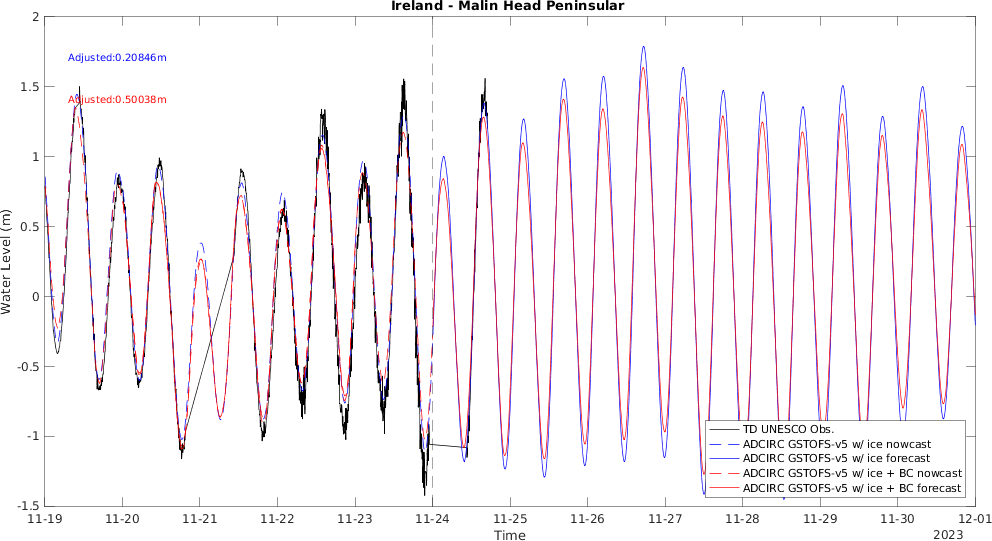 Ireland - Malin Head Peninsular
Adjusted:0.20846m
Adjusted:0.50038m
Water Level (m)
2
1.5
1
0.5
0
-0.5
-1
-1.5
TD UNESCO Obs.
ADCIRC GSTOFS-v5 w/ ice nowcast
ADCIRC GSTOFS-v5 w/ ice forecast
ADCIRC GSTOFS-v5 w/ ice + BC nowcast
ADCIRC GSTOFS-v5 w/ ice + BC forecast
11-19 11-20 11-21 11-22 11-23 11-24 11-25 11-26 11-27 11-28 11-29 11-30 12-01
Time
2023